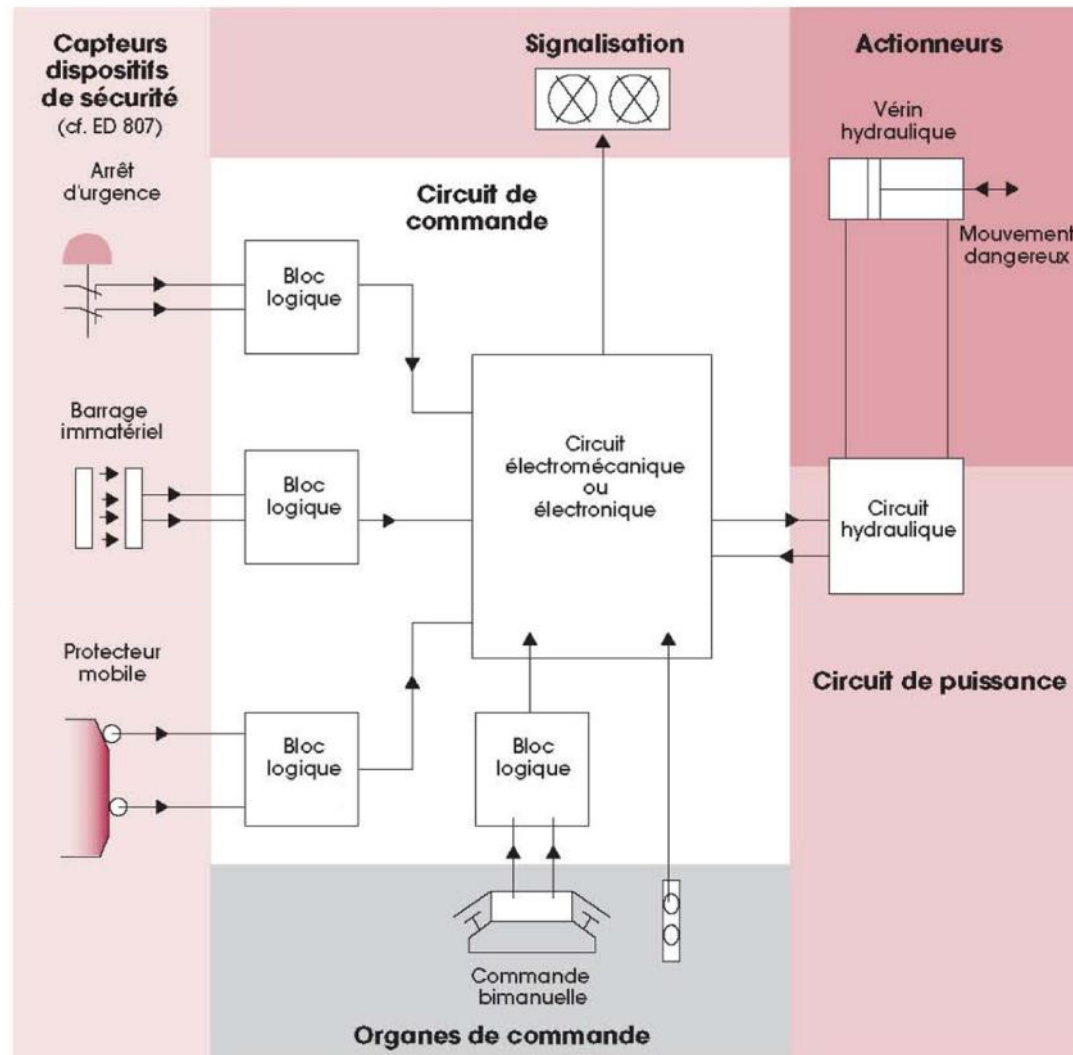 Capteurs
dispositifs
de sécurité
(cf. ED 807)
Arrêt
d'urgence
Barrage
immatériel
Protecteur
mobile
Signalisation
Circuit de
commande
Bloc
logique
Bloc
logique
Bloc
logique
Circuit
électromécanique
ou
électronique
Bloc
logique
Commande
bimanuelle
Organes de commande
Actionneurs
Vérin
hydraulique
Mouvement
dangereux
Circuit
hydraulique
Circuit de puissance